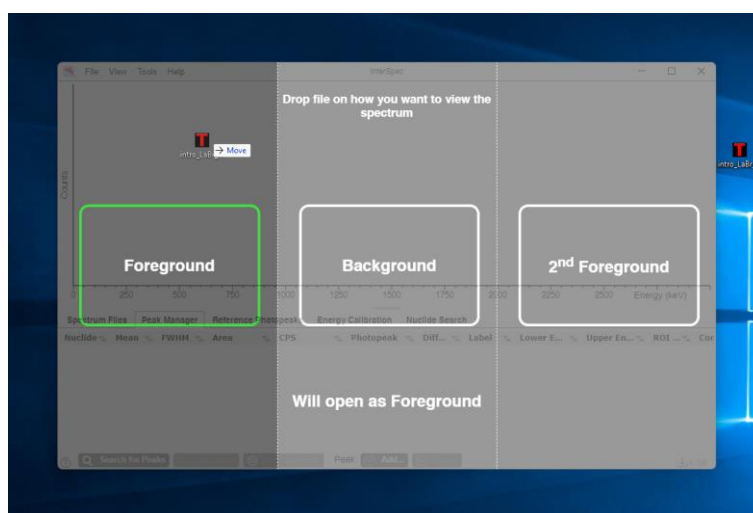 File View Tools Help
InterSpec
Drop file on how you want to view the
spectrum
→ Move
intro_LaBr
Counts
Foreground
Background
2nd Foreground
0 250 500 750 1000 1250 1500 1750 2000 2250 2500 Energy (keV)
Spectrum Files Peak Manager Reference Photopeaks Energy Calibration Nuclide Search
Nuclide Mean FWHM Area CPS Photopeak Diff... Label Lower E... Upper En... ROI ... Cou
Will open as Foreground
Search for Peaks
Peak Add...